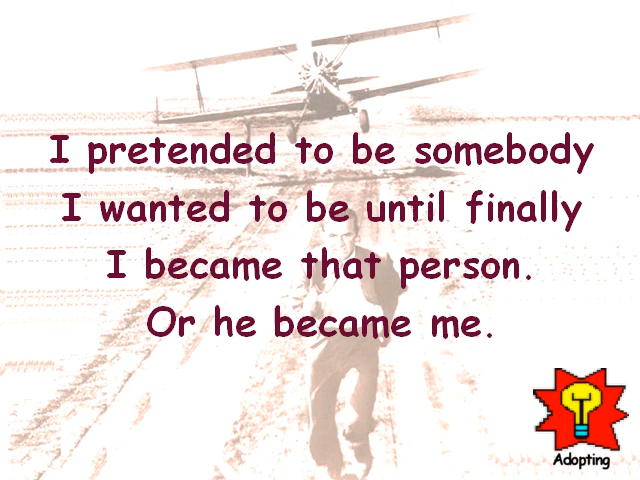 I pretended to be somebody
I wanted to be until finally
I became that person.
Or he became me.
Adopting